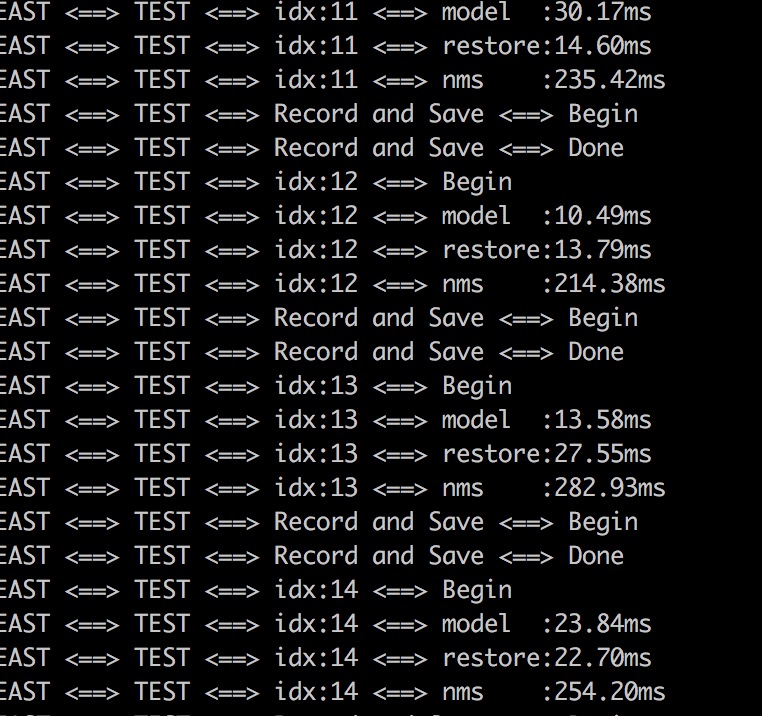 EAST <==> TEST <==> idx:11 <==> model  :30.17ms
EAST <==> TEST <==> idx:11 <==> restore:14.60ms
EAST <==> TEST <==> idx:11 <==> nms    :235.42ms
EAST <==> TEST <==> Record and Save <==> Begin
EAST <==> TEST <==> Record and Save <==> Done
EAST <==> TEST <==> idx:12 <==> Begin
EAST <==> TEST <==> idx:12 <==> model  :10.49ms
EAST <==> TEST <==> idx:12 <==> restore:13.79ms
EAST <==> TEST <==> idx:12 <==> nms    :214.38ms
EAST <==> TEST <==> Record and Save <==> Begin
EAST <==> TEST <==> Record and Save <==> Done
EAST <==> TEST <==> idx:13 <==> Begin
EAST <==> TEST <==> idx:13 <==> model  :13.58ms
EAST <==> TEST <==> idx:13 <==> restore:27.55ms
EAST <==> TEST <==> idx:13 <==> nms    :282.93ms
EAST <==> TEST <==> Record and Save <==> Begin
EAST <==> TEST <==> Record and Save <==> Done
EAST <==> TEST <==> idx:14 <==> Begin
EAST <==> TEST <==> idx:14 <==> model  :23.84ms
EAST <==> TEST <==> idx:14 <==> restore:22.70ms
EAST <==> TEST <==> idx:14 <==> nms    :254.20ms